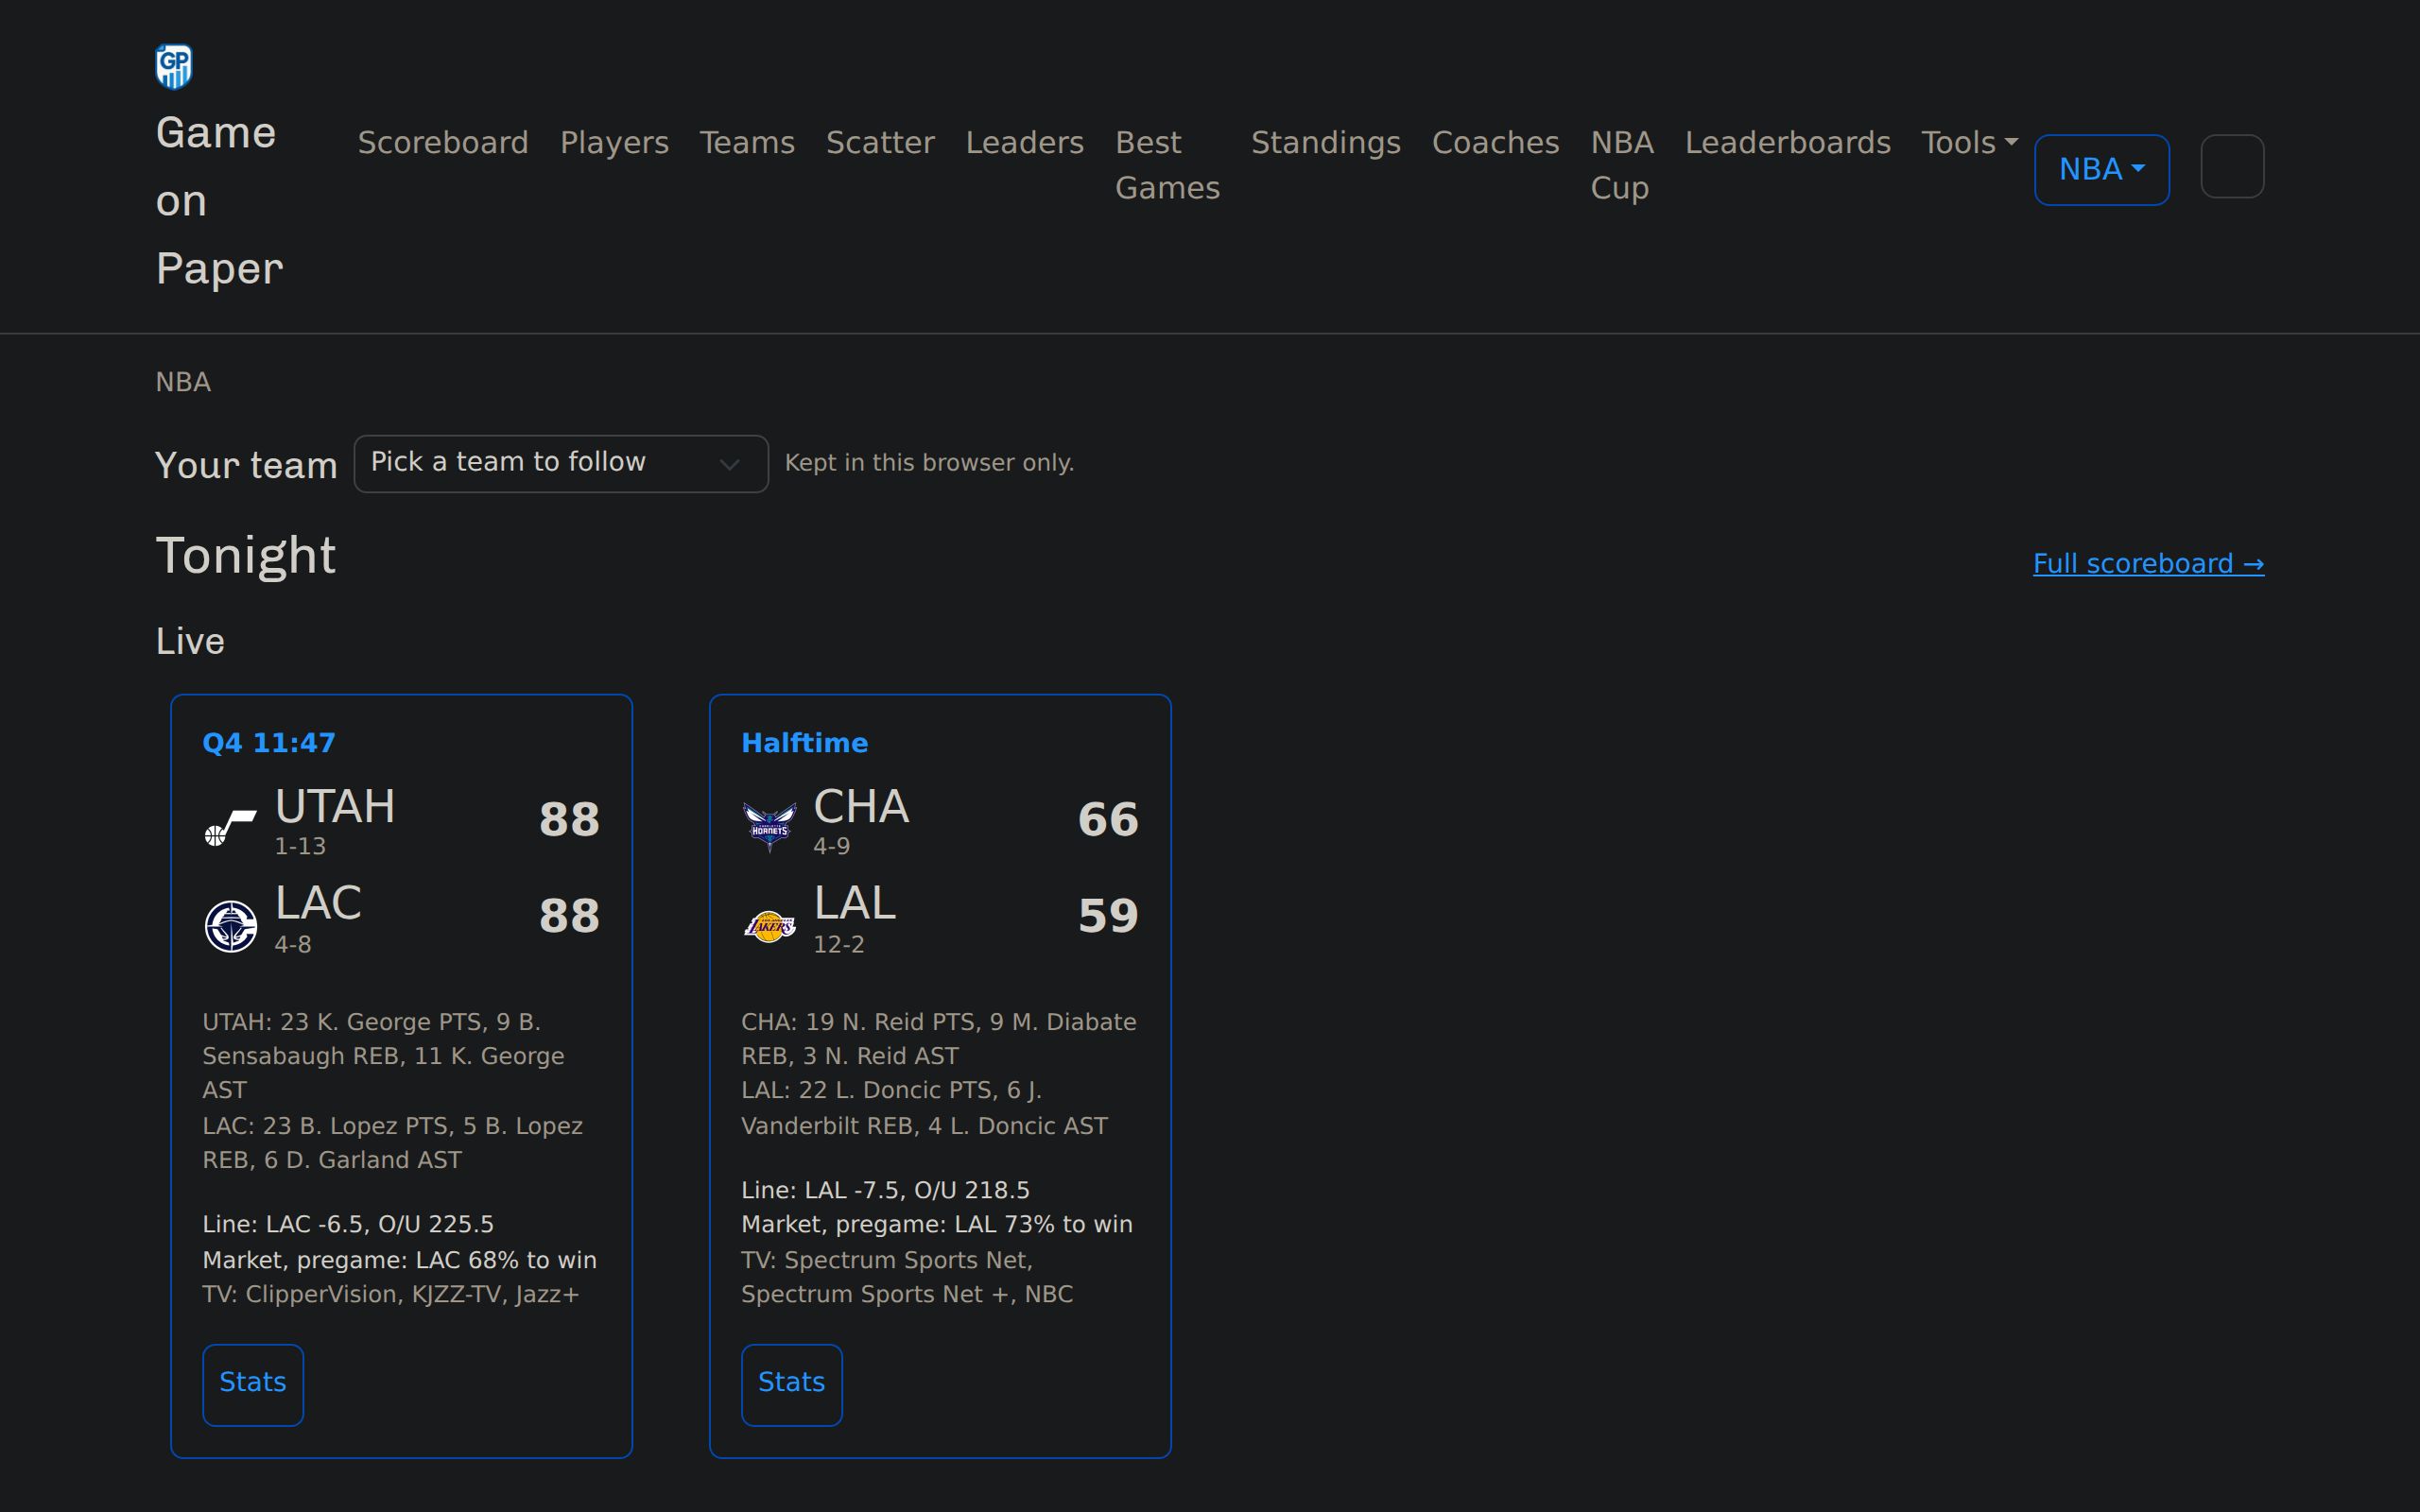 GP
Game
on
Paper
Scoreboard Players Teams Scatter Leaders Best Games Standings Coaches NBA Cup Leaderboards Tools
NBA
NBA
Your team Pick a team to follow Kept in this browser only.
Tonight
Full scoreboard →
Live
Q4 11:47
UTAH 88
1-13
LAC 88
4-8
UTAH: 23 K. George PTS, 9 B.
Sensabaugh REB, 11 K. George
AST
LAC: 23 B. Lopez PTS, 5 B. Lopez
REB, 6 D. Garland AST
Line: LAC -6.5, O/U 225.5
Market, pregame: LAC 68% to win
TV: ClipperVision, KJZZ-TV, Jazz+
Stats
Halftime
HORNETS
CHA 66
4-9
LAKERS
LAL 59
12-2
CHA: 19 N. Reid PTS, 9 M. Diabate
REB, 3 N. Reid AST
LAL: 22 L. Doncic PTS, 6 J.
Vanderbilt REB, 4 L. Doncic AST
Line: LAL -7.5, O/U 218.5
Market, pregame: LAL 73% to win
TV: Spectrum Sports Net,
Spectrum Sports Net +, NBC
Stats